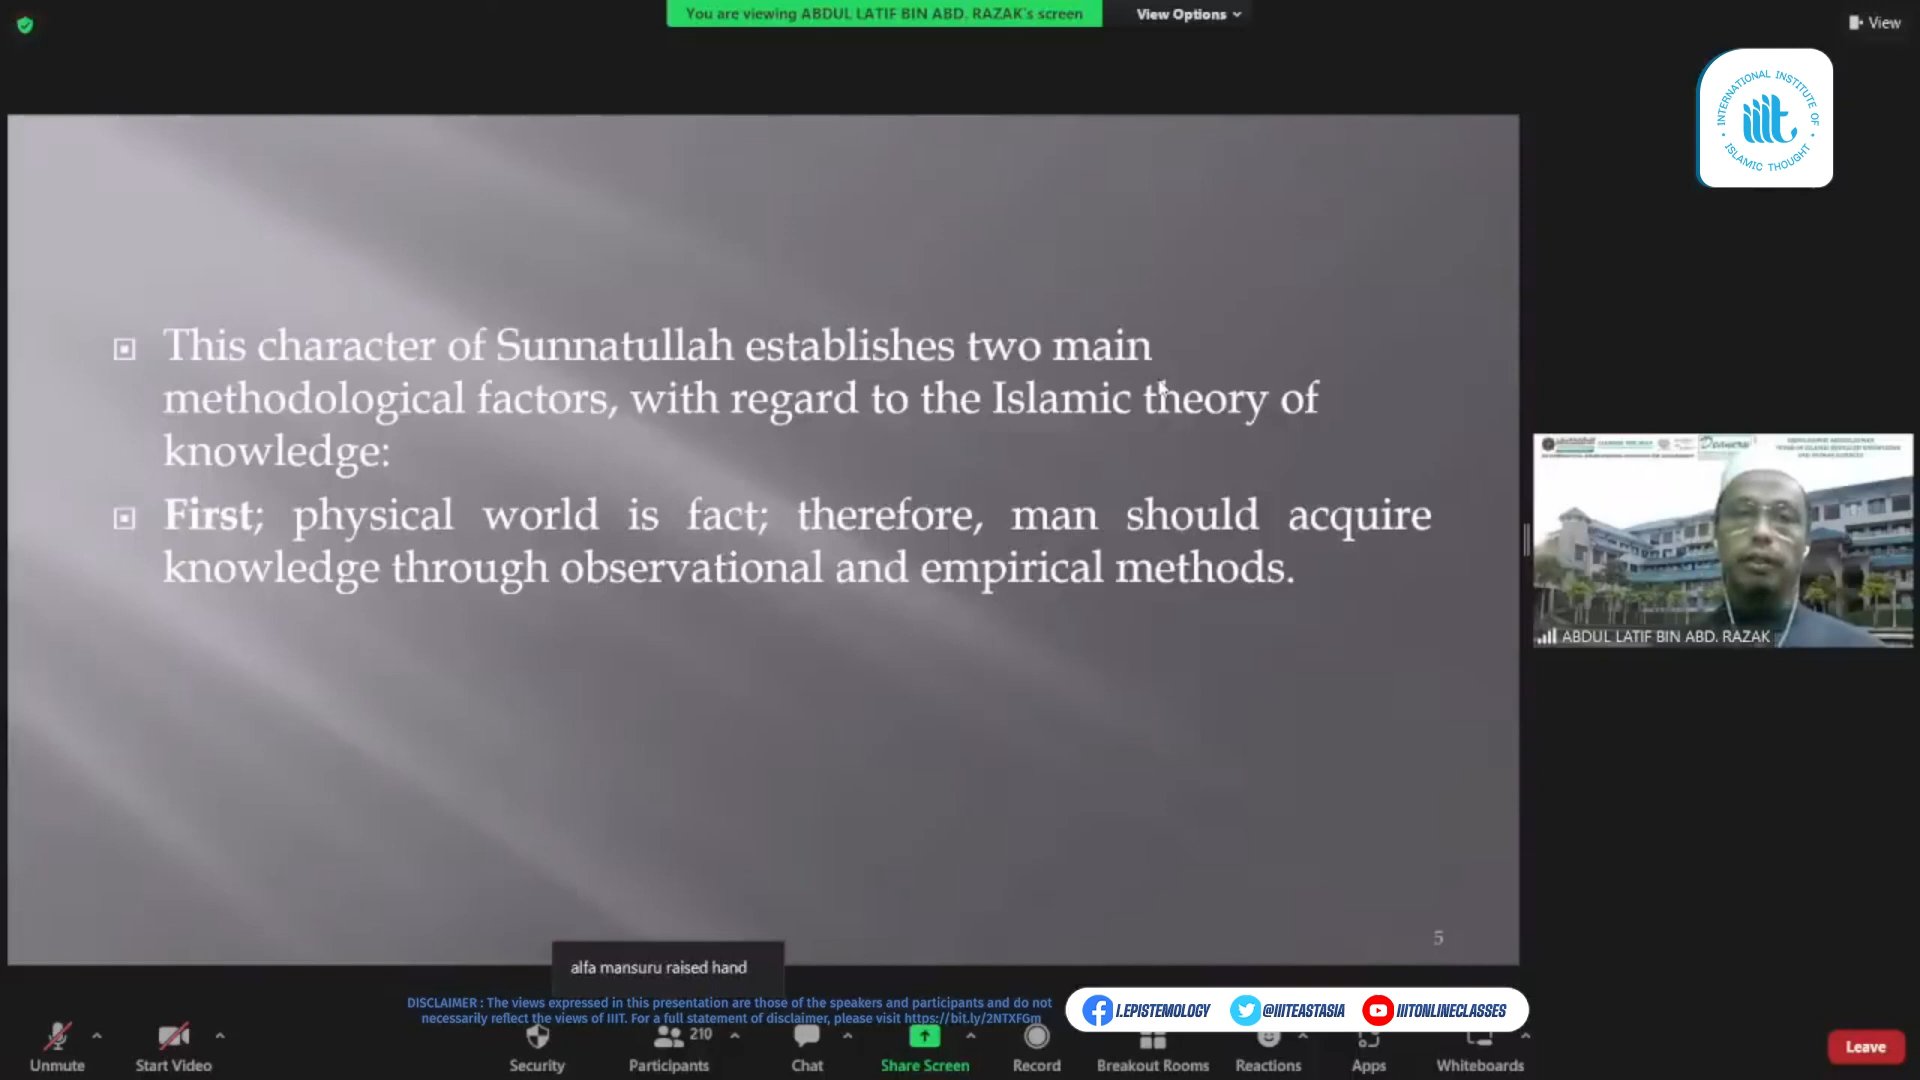 You are viewing ABDUL LATIF BIN ABD. RAZAK's screen
View Options
View
INTERNATIONAL INSTITUTE OF
ISLAMIC THOUGHT
iiit
This character of Sunnatullah establishes two main
methodological factors, with regard to the Islamic theory of
knowledge:
First; physical world is fact; therefore, man should acquire
knowledge through observational and empirical methods.
5
ABDUL LATIF BIN ABD. RAZAK
alfa mansuru raised hand
DISCLAIMER : The views expressed in this presentation are those of the speakers and participants and do not
necessarily reflect the views of IIIT. For a full statement of disclaimer, please visit https://bit.ly/2NTXFGm
I.EPISTEMOLOGY
@IIITEASTASIA
IIITONLINECLASSES
210
Unmute
Start Video
Security
Participants
Chat
Share Screen
Record
Breakout Rooms
Reactions
Apps
Whiteboards
Leave